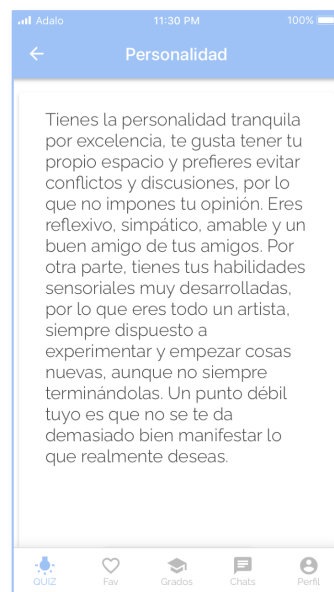 Adalo 11:30 PM 100%
Personalidad
Tienes la personalidad tranquila
por excelencia, te gusta tener tu
propio espacio y prefieres evitar
conflictos y discusiones, por lo
que no impones tu opinión. Eres
reflexivo, simpático, amable y un
buen amigo de tus amigos. Por
otra parte, tienes tus habilidades
sensoriales muy desarrolladas,
por lo que eres todo un artista,
siempre dispuesto a
experimentar y empezar cosas
nuevas, aunque no siempre
terminándolas. Un punto débil
tuyo es que no se te da
demasiado bien manifestar lo
que realmente deseas.
QUIZ Fav Grados Chats Perfil